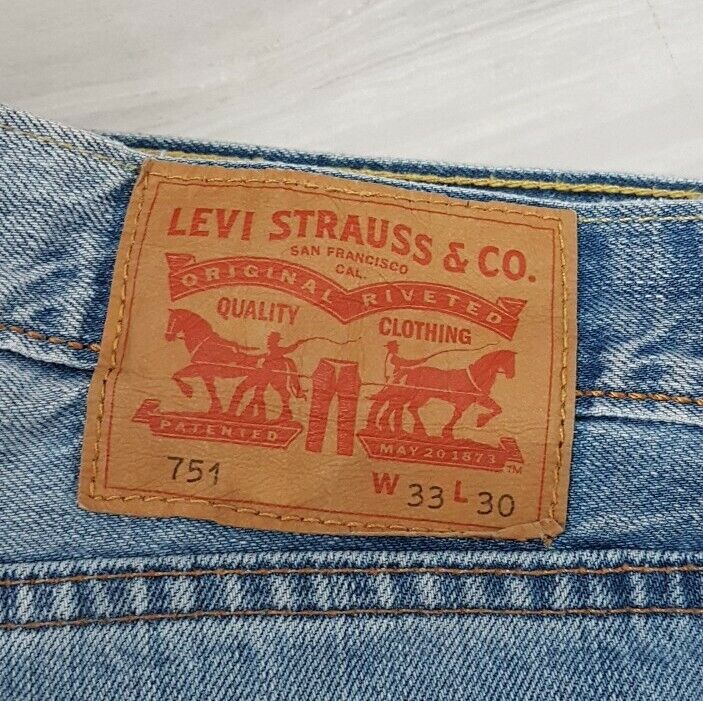 LEVI STRAUSS & CO.
SAN FRANCISCO
CAL.
ORIGINAL RIVETED
QUALITY CLOTHING
PATENTED MAY 20 1873 ™
751 W 33 L 30